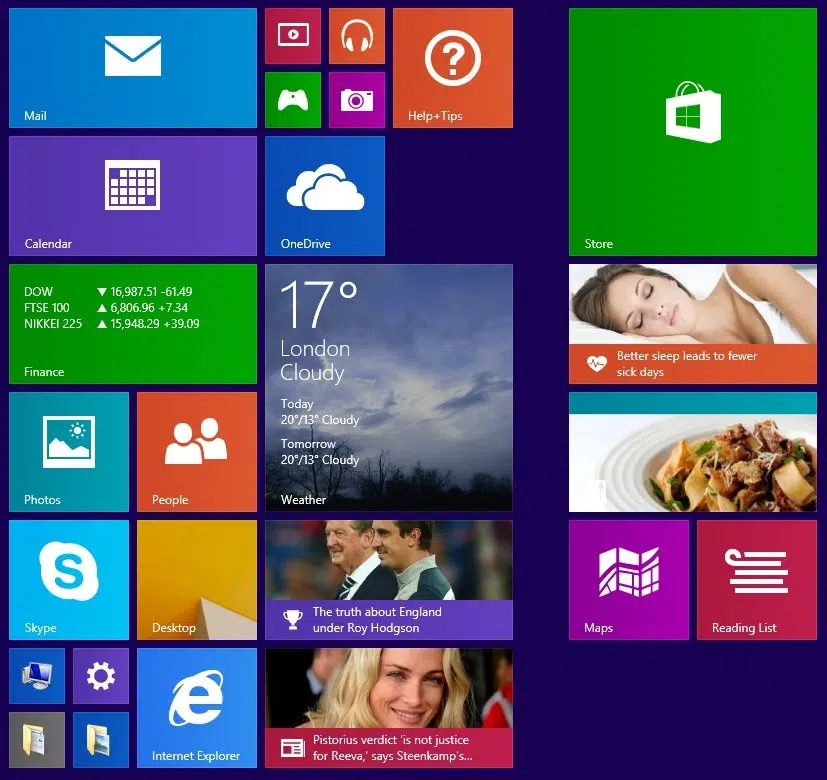 Mail
Help+Tips
Calendar
OneDrive
Store
DOW ▼ 16,987.51 -61.49
FTSE 100 ▲ 6,806.96 +7.34
NIKKEI 225 ▲ 15,948.29 +39.09
Finance
17°
London
Cloudy
Today
20°/13° Cloudy
Tomorrow
20°/13° Cloudy
Weather
Better sleep leads to fewer
sick days
Photos
People
Skype
Desktop
The truth about England
under Roy Hodgson
Maps
Reading List
Internet Explorer
Pistorius verdict 'is not justice
for Reeva,' says Steenkamp's...